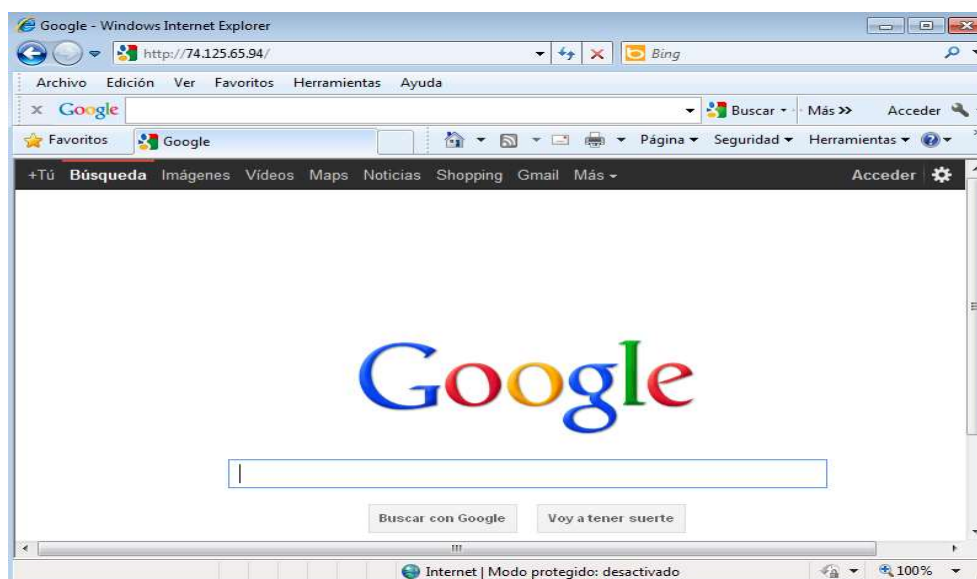 Google - Windows Internet Explorer
http://74.125.65.94/ Bing
Archivo Edición Ver Favoritos Herramientas Ayuda
x Google Buscar Más >> Acceder
Favoritos Google Página Seguridad Herramientas
+Tú Búsqueda Imágenes Vídeos Maps Noticias Shopping Gmail Más Acceder
Google
Buscar con Google Voy a tener suerte
Internet | Modo protegido: desactivado 100%